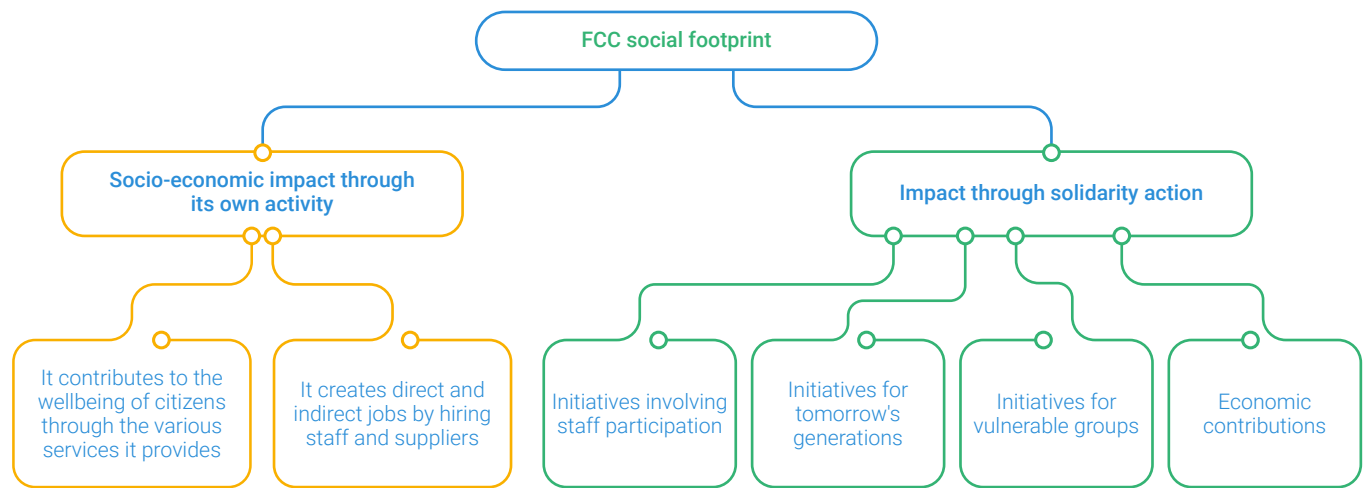 FCC social footprint
Socio-economic impact through
its own activity
Impact through solidarity action
It contributes to the
wellbeing of citizens
through the various
services it provides
It creates direct and
indirect jobs by hiring
staff and suppliers
Initiatives involving
staff participation
Initiatives for
tomorrow's
generations
Initiatives for
vulnerable groups
Economic
contributions